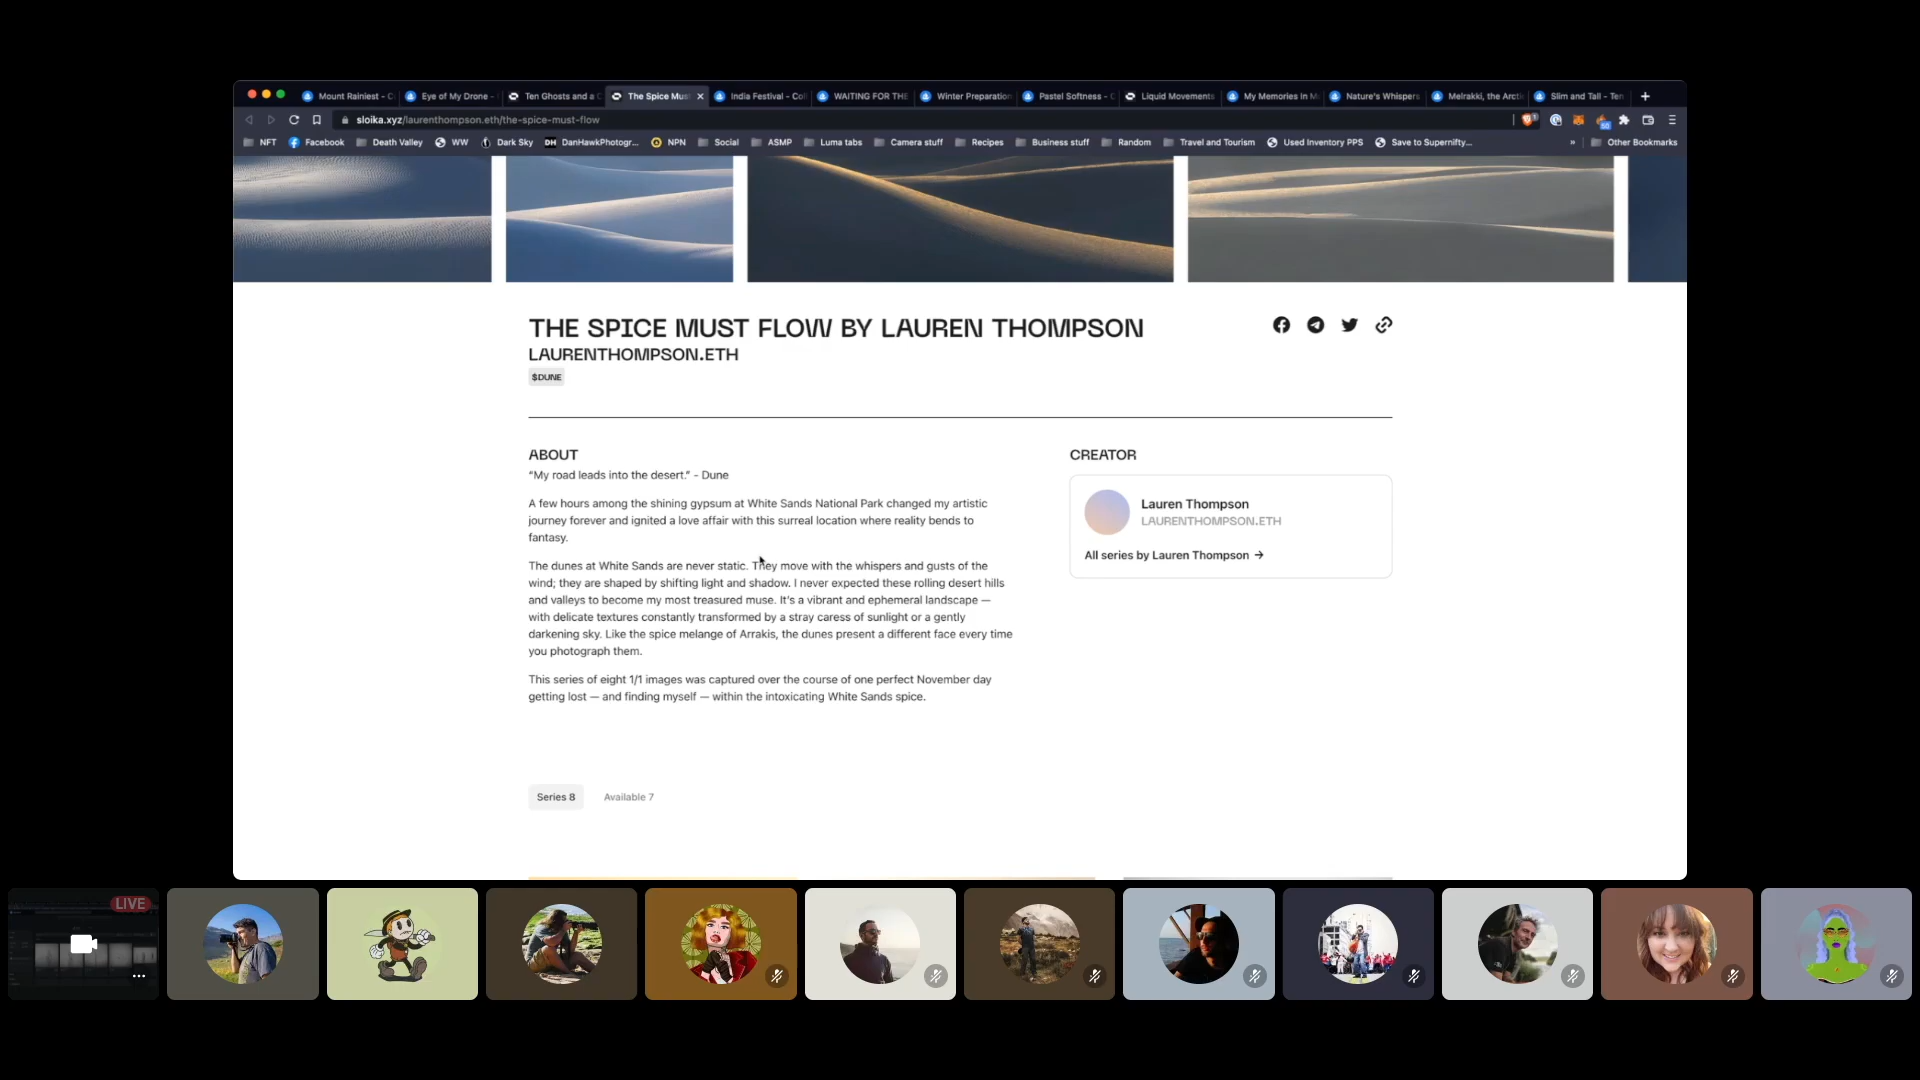 Mount Rainiest - C
Eye of My Drone -
Ten Ghosts and a C
The Spice Mus
India Festival - Col
WAITING FOR THE
Winter Preparation
Pastel Softness - C
Liquid Movements
My Memories In M
Nature's Whispers
Melrakki, the Arcti
Slim and Tall - Ten
sloika.xyz/laurenthompson.eth/the-spice-must-flow
NFT
Facebook
Death Valley
WW
Dark Sky
DH DanHawkPhotogr...
NPN
Social
ASMP
Luma tabs
Camera stuff
Recipes
Business stuff
Random
Travel and Tourism
Used Inventory PPS
Save to Supernifty...
»
Other Bookmarks
THE SPICE MUST FLOW BY LAUREN THOMPSON
LAURENTHOMPSON.ETH
$DUNE
ABOUT
“My road leads into the desert.” - Dune
A few hours among the shining gypsum at White Sands National Park changed my artistic
journey forever and ignited a love affair with this surreal location where reality bends to
fantasy.
The dunes at White Sands are never static. They move with the whispers and gusts of the
wind; they are shaped by shifting light and shadow. I never expected these rolling desert hills
and valleys to become my most treasured muse. It’s a vibrant and ephemeral landscape —
with delicate textures constantly transformed by a stray caress of sunlight or a gently
darkening sky. Like the spice melange of Arrakis, the dunes present a different face every time
you photograph them.
This series of eight 1/1 images was captured over the course of one perfect November day
getting lost — and finding myself — within the intoxicating White Sands spice.
CREATOR
Lauren Thompson
LAURENTHOMPSON.ETH
All series by Lauren Thompson →
Series 8
Available 7
LIVE